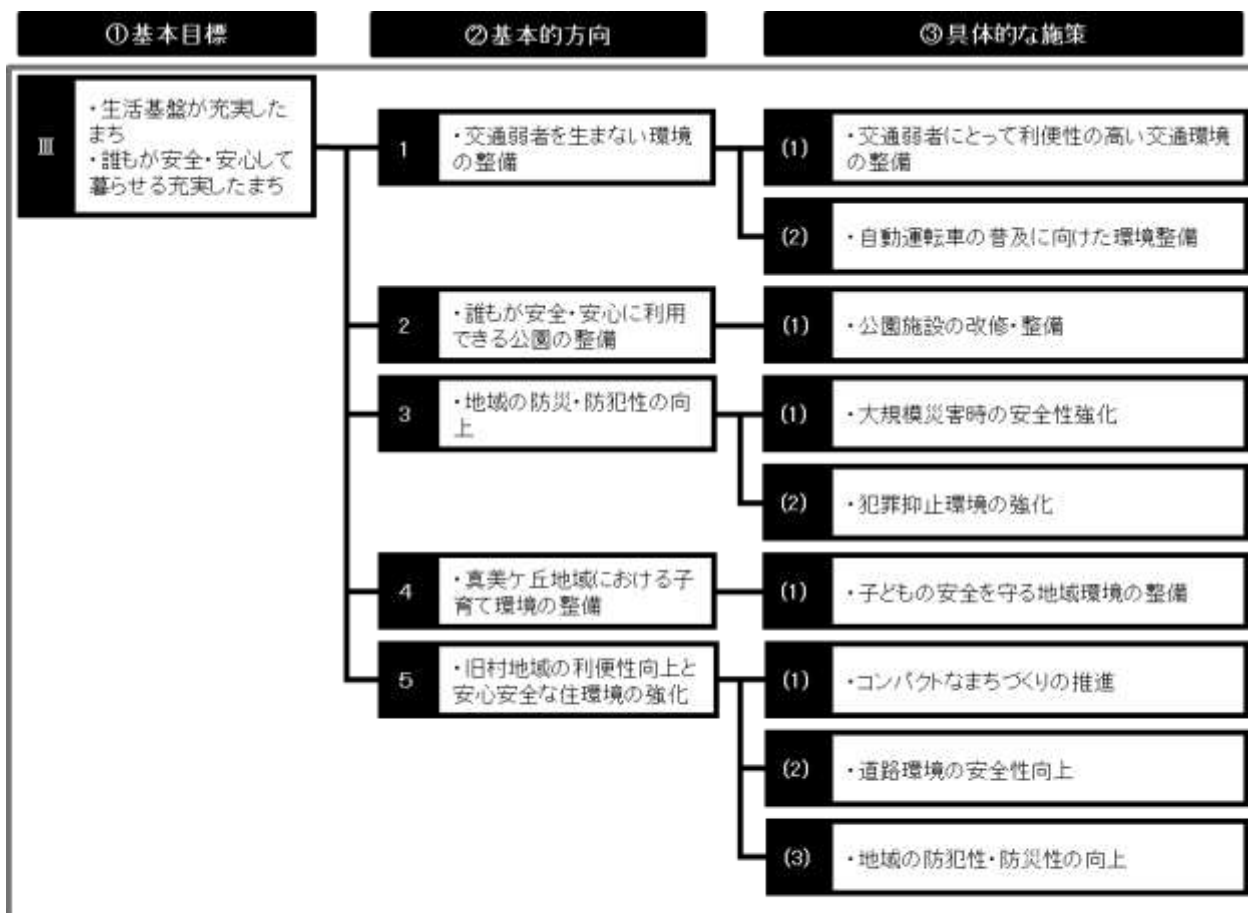 ①基本目標
②基本的方向
③具体的な施策
Ⅲ
・生活基盤が充実した
まち
・誰もが安全・安心して
暮らせる充実したまち
1
・交通弱者を生まない環境
の整備
(1)
・交通弱者にとって利便性の高い交通環境
の整備
(2)
・自動運転車の普及に向けた環境整備
2
・誰もが安全・安心に利用
できる公園の整備
(1)
・公園施設の改修・整備
3
・地域の防災・防犯性の向
上
(1)
・大規模災害時の安全性強化
(2)
・犯罪抑止環境の強化
4
・真美ケ丘地域における子
育て環境の整備
(1)
・子どもの安全を守る地域環境の整備
5
・旧村地域の利便性向上と
安心安全な住環境の強化
(1)
・コンパクトなまちづくりの推進
(2)
・道路環境の安全性向上
(3)
・地域の防犯性・防災性の向上